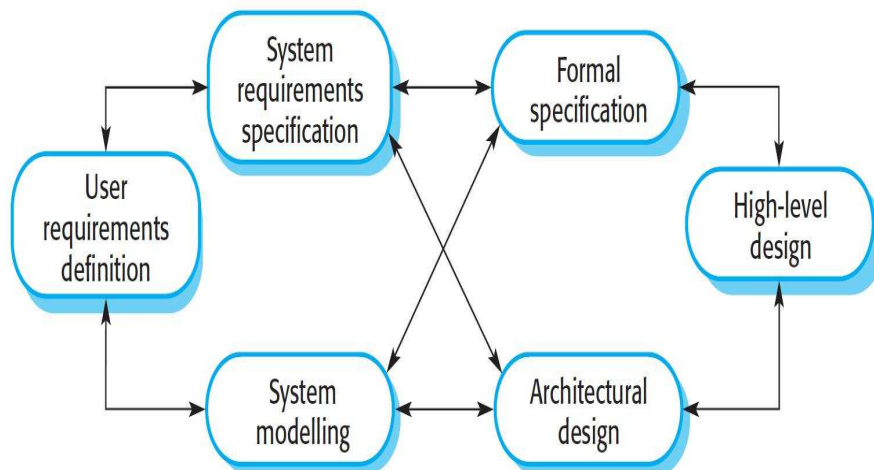 System
requirements
specification
Formal
specification
User
requirements
definition
High-level
design
System
modelling
Architectural
design